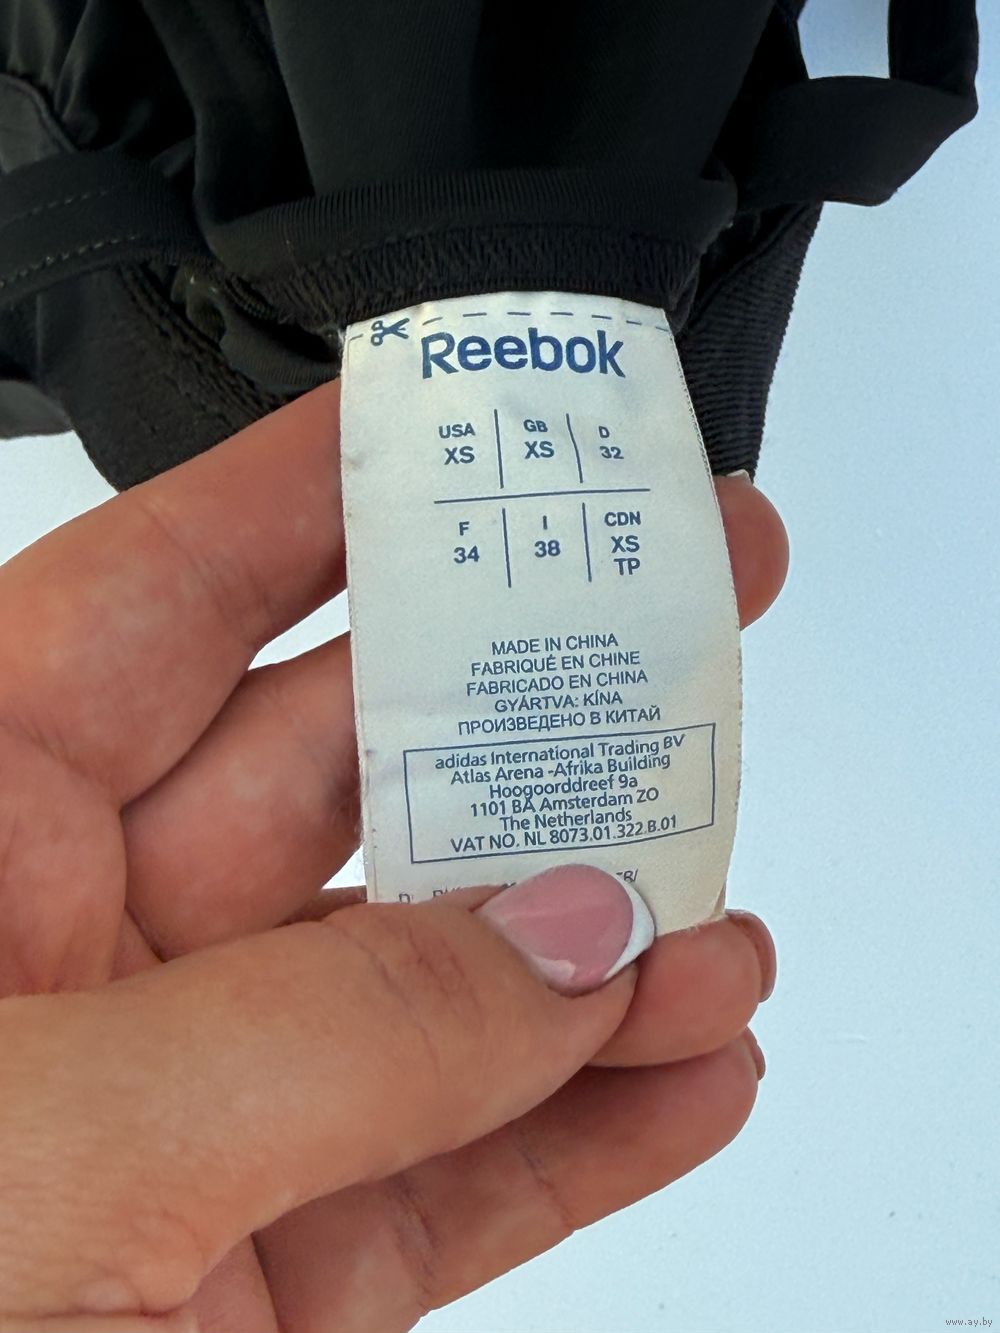 Reebok
USA GB D
XS XS 32
F I CDN
34 38 XS
TP
MADE IN CHINA
FABRIQUÉ EN CHINE
FABRICADO EN CHINA
GYÁRTVA: KÍNA
ПРОИЗВЕДЕНО В КИТАЙ
adidas International Trading BV
Atlas Arena -Afrika Building
Hoogoorddreef 9a
1101 BA Amsterdam ZO
The Netherlands
VAT NO. NL 8073.01.322.B.01
www.ay.by